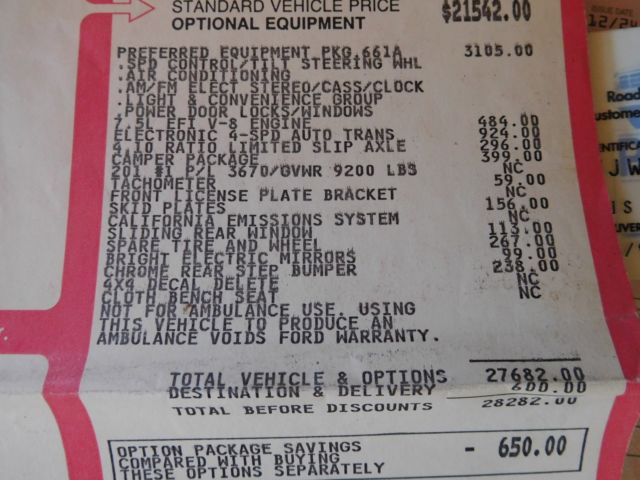 STANDARD VEHICLE PRICE $21542.00
OPTIONAL EQUIPMENT
PREFERRED EQUIPMENT PKG.661A 3105.00
.SPD CONTROL/TILT STEERING WHL
.AIR CONDITIONING
.AM/FM ELECT STEREO/CASS/CLOCK
.LIGHT & CONVENIENCE GROUP
.POWER DOOR LOCKS/WINDOWS
7.5L EFI V-8 ENGINE 484.00
ELECTRONIC 4-SPD AUTO TRANS 924.00
4.10 RATIO LIMITED SLIP AXLE 296.00
CAMPER PACKAGE 399.00
201 #1 P/L 3670/GVWR 9200 LBS NC
TACHOMETER 59.00
FRONT LICENSE PLATE BRACKET NC
SKID PLATES 156.00
CALIFORNIA EMISSIONS SYSTEM NC
SLIDING REAR WINDOW 113.00
SPARE TIRE AND WHEEL 267.00
BRIGHT ELECTRIC MIRRORS 99.00
CHROME REAR STEP BUMPER 238.00
4X4 DECAL DELETE NC
CLOTH BENCH SEAT NC
NOT FOR AMBULANCE USE. USING
THIS VEHICLE TO PRODUCE AN
AMBULANCE VOIDS FORD WARRANTY.
TOTAL VEHICLE & OPTIONS 27682.00
DESTINATION & DELIVERY 600.00
TOTAL BEFORE DISCOUNTS 28282.00
OPTION PACKAGE SAVINGS - 650.00
COMPARED WITH BUYING
THESE OPTIONS SEPARATELY
ISSUE DATE
12/24
Road